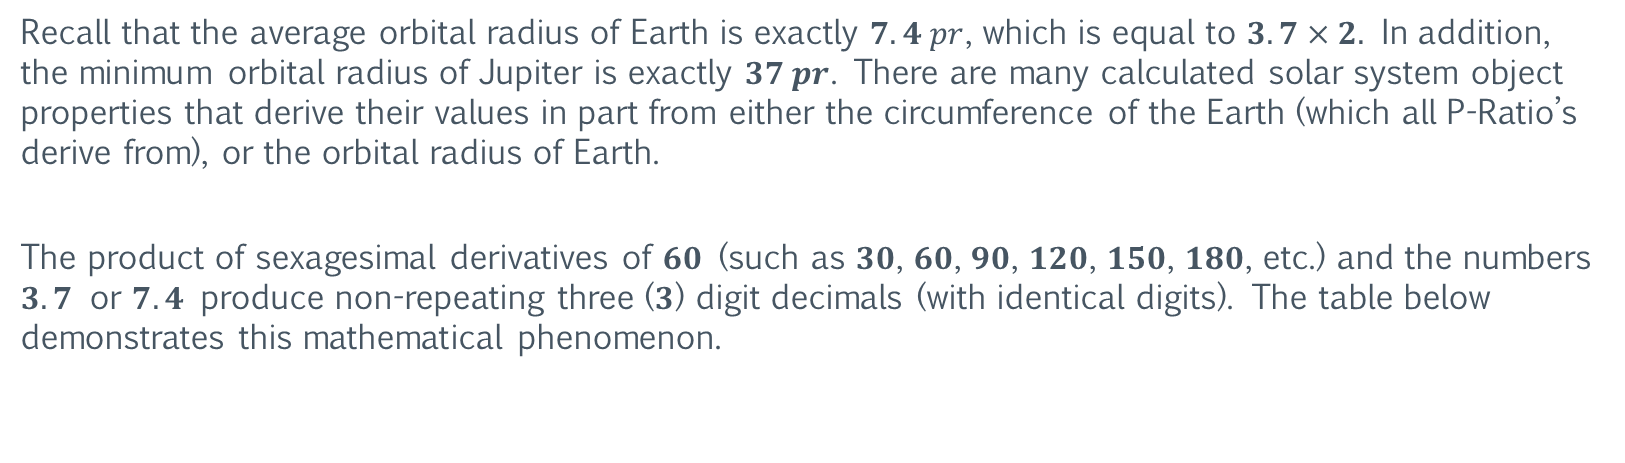 Recall that the average orbital radius of Earth is exactly 7.4 pr, which is equal to 3.7 × 2. In addition,
the minimum orbital radius of Jupiter is exactly 37 pr. There are many calculated solar system object
properties that derive their values in part from either the circumference of the Earth (which all P-Ratio’s
derive from), or the orbital radius of Earth.
The product of sexagesimal derivatives of 60 (such as 30, 60, 90, 120, 150, 180, etc.) and the numbers
3.7 or 7.4 produce non-repeating three (3) digit decimals (with identical digits). The table below
demonstrates this mathematical phenomenon.